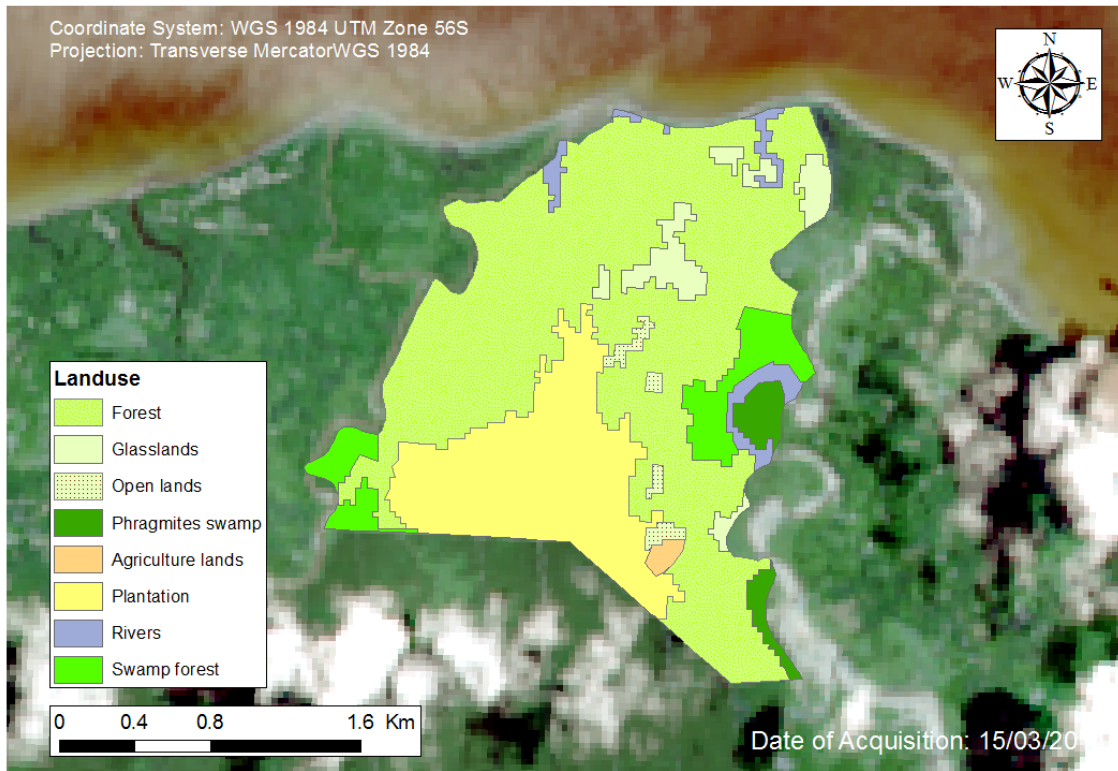 Coordinate System: WGS 1984 UTM Zone 56S
Projection: Transverse MercatorWGS 1984
N
W E
S
Landuse
Forest
Glasslands
Open lands
Phragmites swamp
Agriculture lands
Plantation
Rivers
Swamp forest
0 0.4 0.8 1.6 Km
Date of Acquisition: 15/03/20